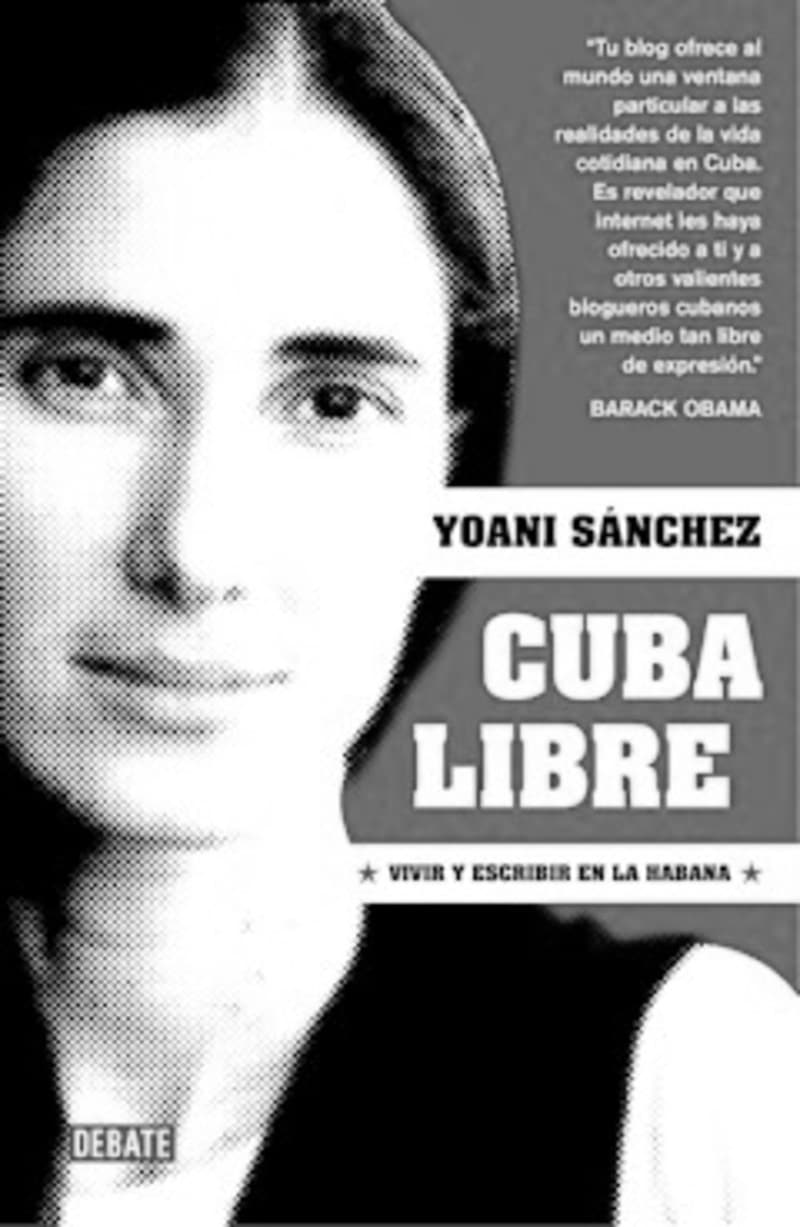 "Tu blog ofrece al
mundo una ventana
particular a las
realidades de la vida
cotidiana en Cuba.
Es revelador que
internet les haya
ofrecido a ti y a
otros valientes
blogueros cubanos
un medio tan libre
de expresión."
BARACK OBAMA
YOANI SÁNCHEZ
CUBA
LIBRE
★ VIVIR Y ESCRIBIR EN LA HABANA ★
DEBATE